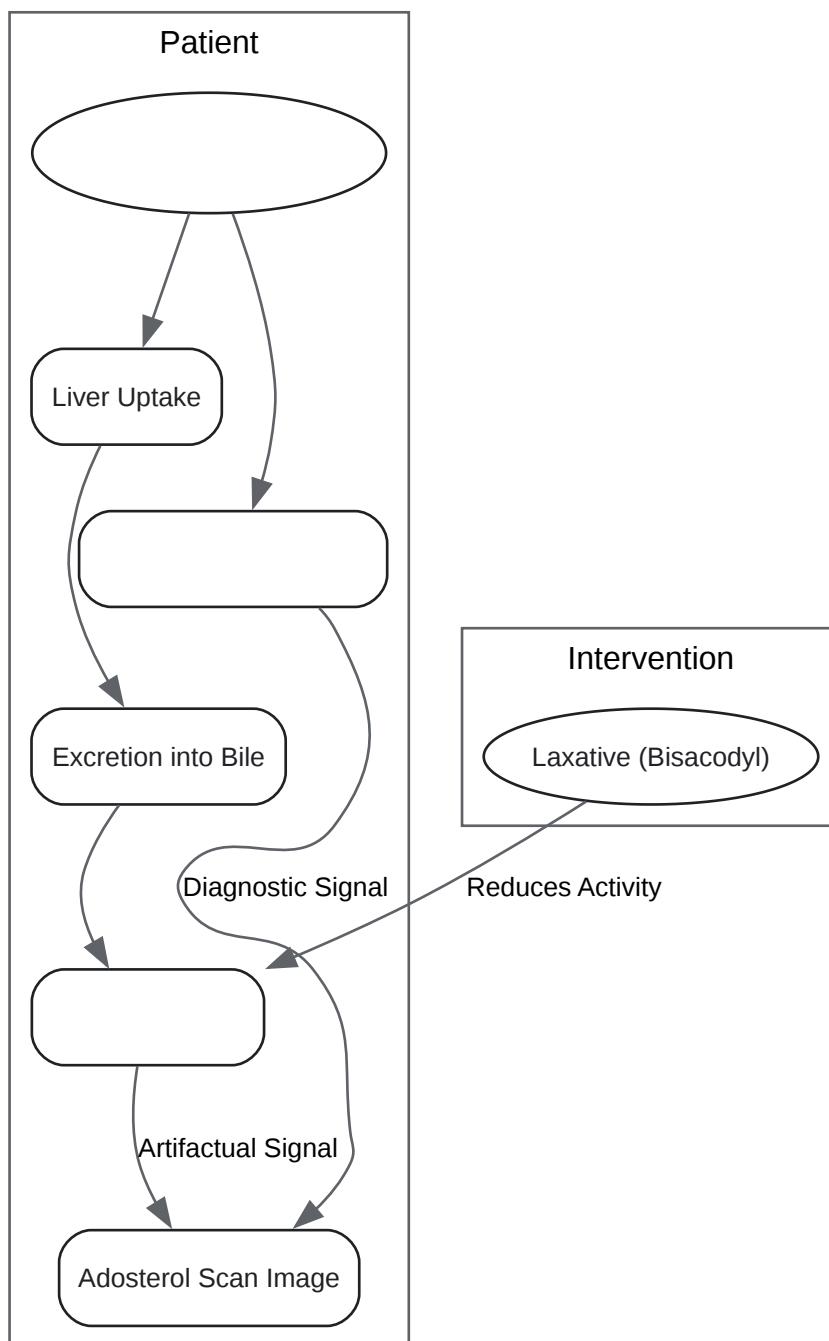 Patient
Liver Uptake
Intervention
Excretion into Bile
Laxative (Bisacodyl)
Diagnostic Signal
Reduces Activity
Artifactual Signal
Adosterol Scan Image